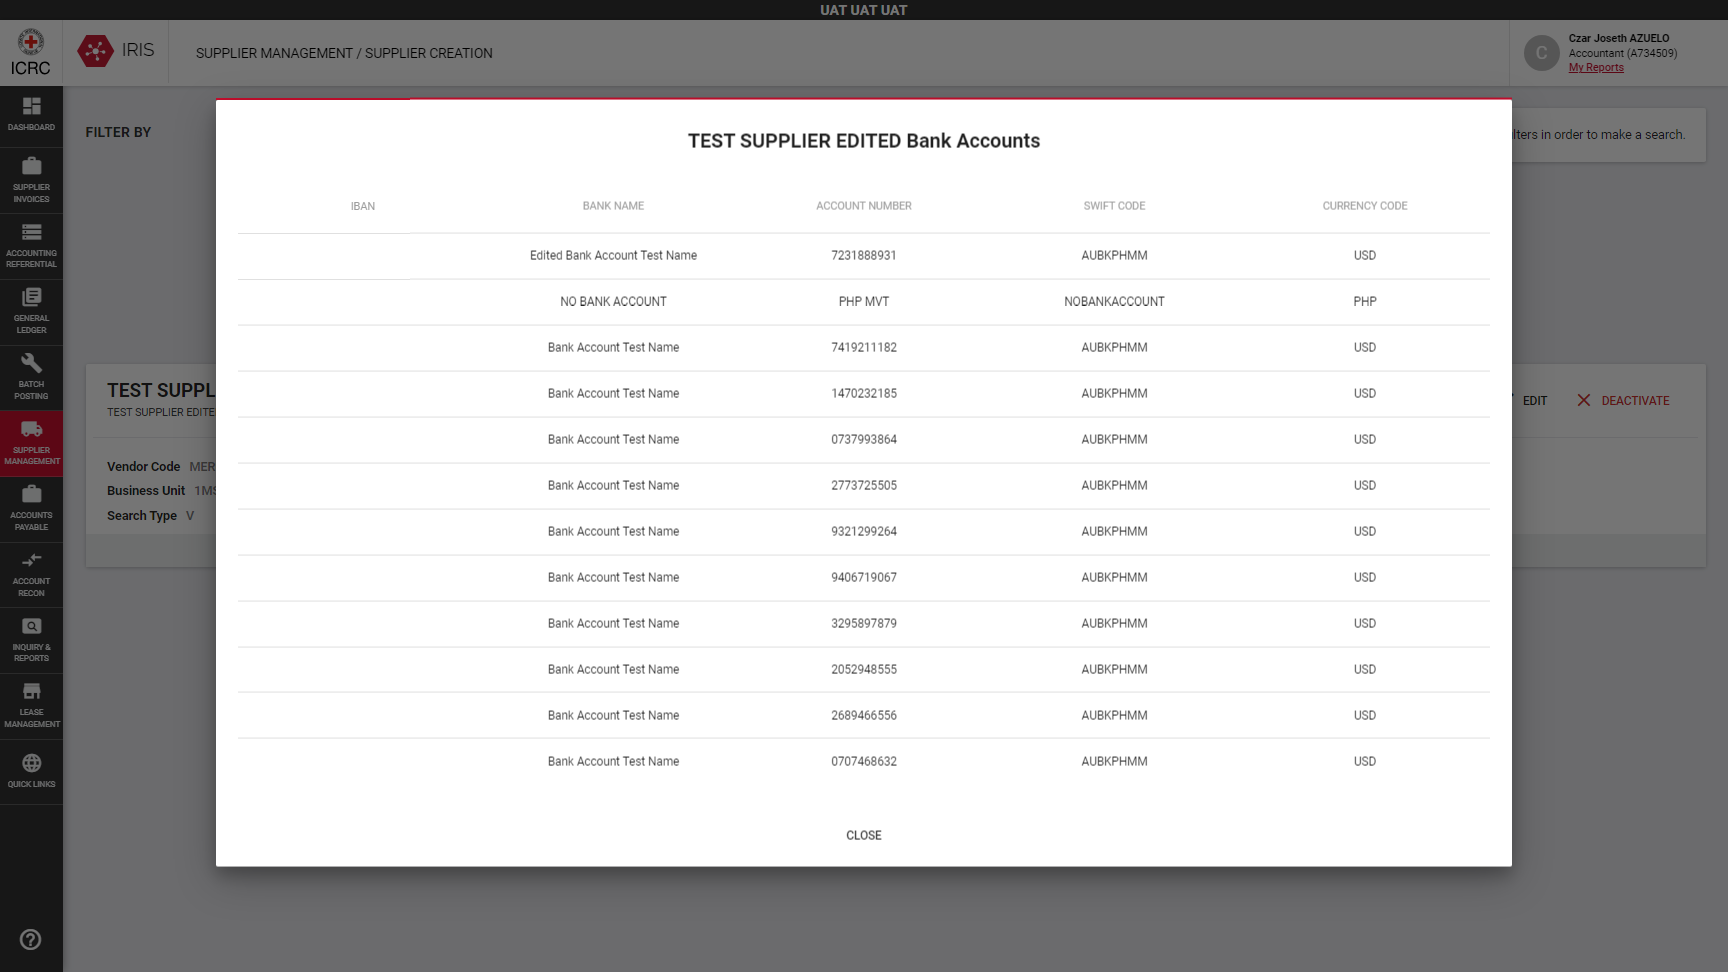 UAT UAT UAT
ICRC
IRIS
SUPPLIER MANAGEMENT / SUPPLIER CREATION
C
Czar Joseth AZUELO
Accountant (A734509)
My Reports
DASHBOARD
SUPPLIER
INVOICES
ACCOUNTING
REFERENTIAL
GENERAL
LEDGER
BATCH
POSTING
SUPPLIER
MANAGEMENT
ACCOUNTS
PAYABLE
ACCOUNT
RECON
INQUIRY &
REPORTS
LEASE
MANAGEMENT
QUICK LINKS
FILTER BY
in order to make a search.
TEST SUPPL
TEST SUPPLIER EDITE
EDIT
DEACTIVATE
Vendor Code MER
Business Unit 1MS
Search Type V
TEST SUPPLIER EDITED Bank Accounts
IBAN BANK NAME ACCOUNT NUMBER SWIFT CODE CURRENCY CODE
Edited Bank Account Test Name 7231888931 AUBKPHMM USD
NO BANK ACCOUNT PHP MVT NOBANKACCOUNT PHP
Bank Account Test Name 7419211182 AUBKPHMM USD
Bank Account Test Name 1470232185 AUBKPHMM USD
Bank Account Test Name 0737993864 AUBKPHMM USD
Bank Account Test Name 2773725505 AUBKPHMM USD
Bank Account Test Name 9321299264 AUBKPHMM USD
Bank Account Test Name 9406719067 AUBKPHMM USD
Bank Account Test Name 3295897879 AUBKPHMM USD
Bank Account Test Name 2052948555 AUBKPHMM USD
Bank Account Test Name 2689466556 AUBKPHMM USD
Bank Account Test Name 0707468632 AUBKPHMM USD
CLOSE